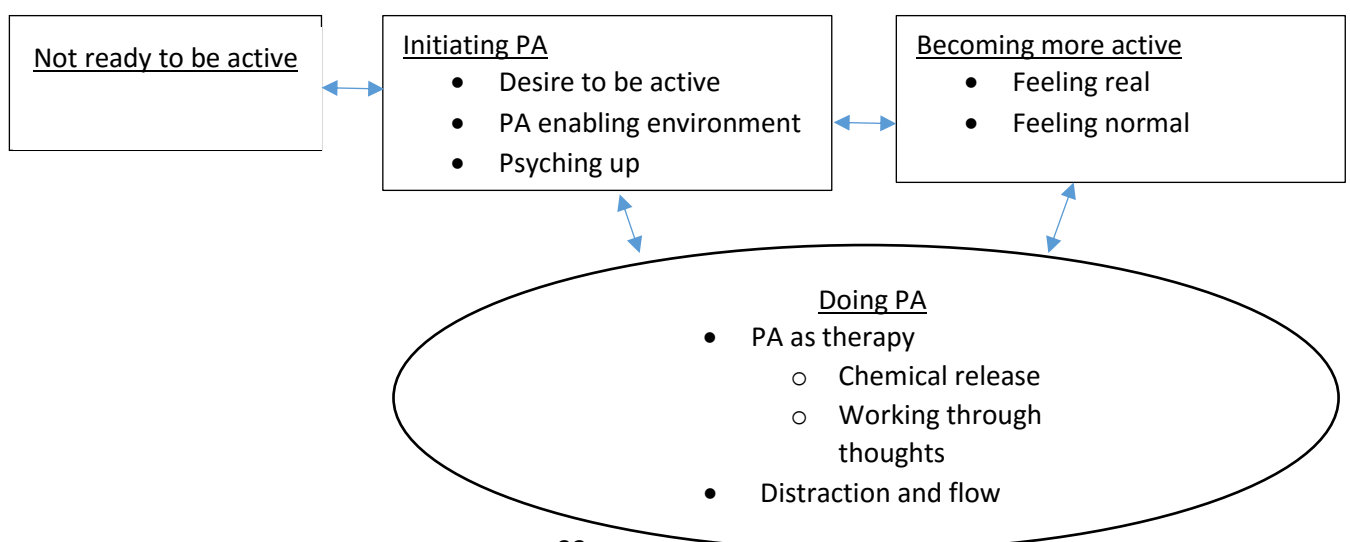 Not ready to be active
Initiating PA
• Desire to be active
• PA enabling environment
• Psyching up
Becoming more active
• Feeling real
• Feeling normal
Doing PA
• PA as therapy
o Chemical release
o Working through
thoughts
• Distraction and flow